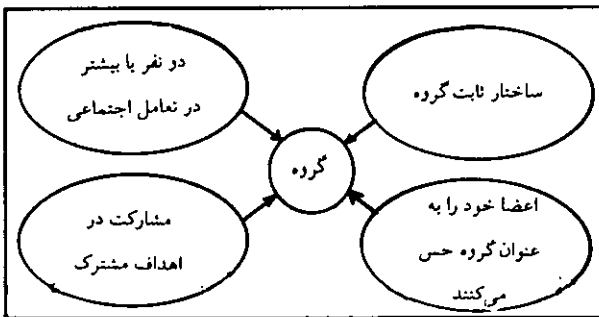 ساختار ثابت گروه
دو نفر یا بیشتر
در تعامل اجتماعی
گروه
اعضا خود را به
عنوان گروه حس
می‌کنند
مشارکت در
اهداف مشترک